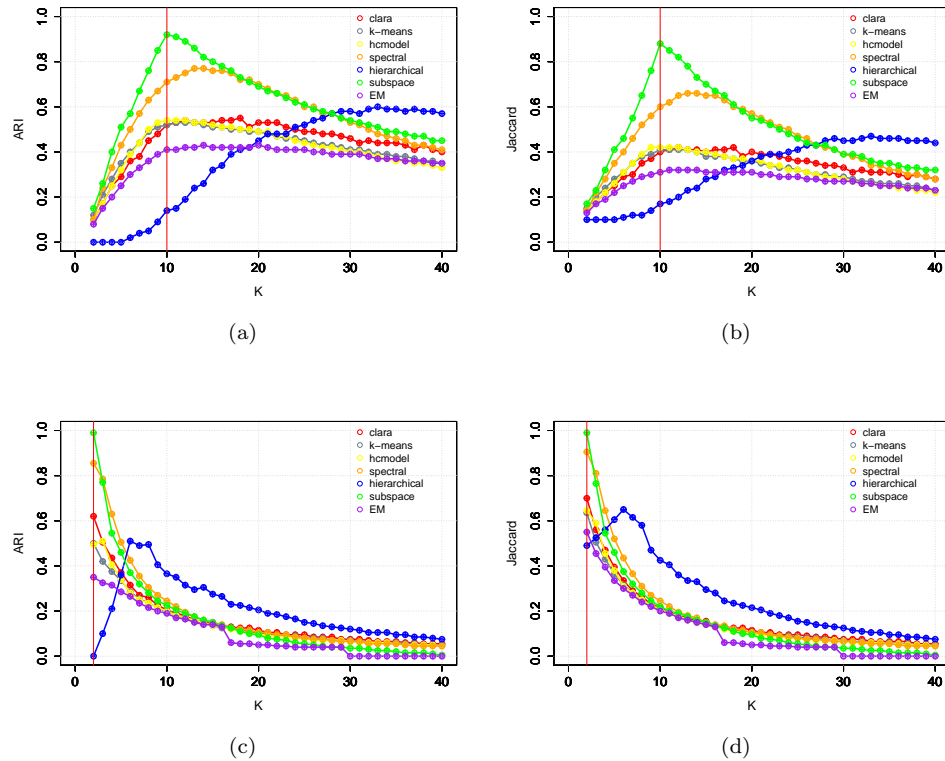 ARI
1.0
0.8
0.6
0.4
0.2
0.0
clara
k-means
hcmodel
spectral
hierarchical
subspace
EM
0 10 20 30 40
K
(a)
Jaccard
1.0
0.8
0.6
0.4
0.2
0.0
clara
k-means
hcmodel
spectral
hierarchical
subspace
EM
0 10 20 30 40
K
(b)
ARI
1.0
0.8
0.6
0.4
0.2
0.0
clara
k-means
hcmodel
spectral
hierarchical
subspace
EM
0 10 20 30 40
K
(c)
Jaccard
1.0
0.8
0.6
0.4
0.2
0.0
clara
k-means
hcmodel
spectral
hierarchical
subspace
EM
0 10 20 30 40
K
(d)